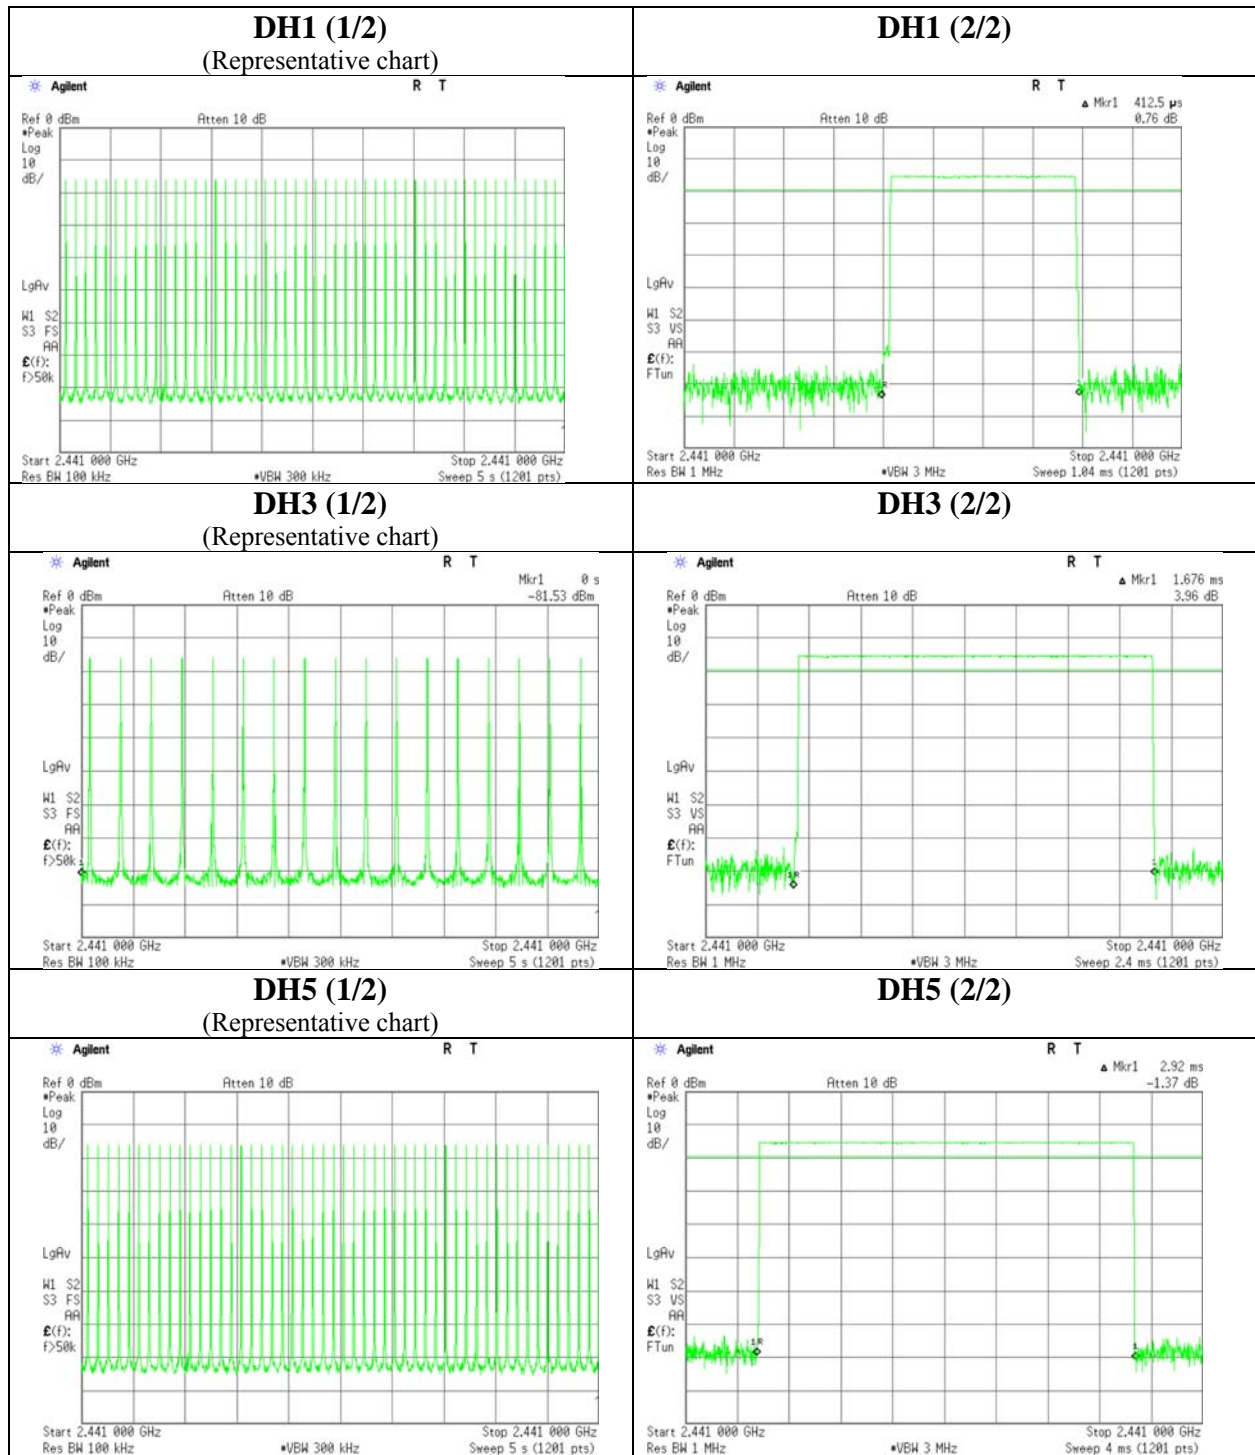 DH1 (1/2)
(Representative chart)
Agilent R T
Ref 0 dBm Atten 10 dB
*Peak
Log
10
dB/
LgAv
W1 S2
S3 FS
AA
£(f):
f>50k
Start 2.441 000 GHz Stop 2.441 000 GHz
Res BW 100 kHz *VBW 300 kHz Sweep 5 s (1201 pts)
DH1 (2/2)
Agilent R T
Δ Mkr1 412.5 µs
Ref 0 dBm Atten 10 dB 0.76 dB
*Peak
Log
10
dB/
LgAv
W1 S2
S3 VS
AA
£(f):
FTun
Start 2.441 000 GHz Stop 2.441 000 GHz
Res BW 1 MHz *VBW 3 MHz Sweep 1.04 ms (1201 pts)
DH3 (1/2)
(Representative chart)
Agilent R T
Mkr1 0 s
Ref 0 dBm Atten 10 dB -81.53 dBm
*Peak
Log
10
dB/
LgAv
W1 S2
S3 FS
AA
£(f):
f>50k
Start 2.441 000 GHz Stop 2.441 000 GHz
Res BW 100 kHz *VBW 300 kHz Sweep 5 s (1201 pts)
DH3 (2/2)
Agilent R T
Δ Mkr1 1.676 ms
Ref 0 dBm Atten 10 dB 3.96 dB
*Peak
Log
10
dB/
LgAv
W1 S2
S3 VS
AA
£(f):
FTun
1R
1
Start 2.441 000 GHz Stop 2.441 000 GHz
Res BW 1 MHz *VBW 3 MHz Sweep 2.4 ms (1201 pts)
DH5 (1/2)
(Representative chart)
Agilent R T
Ref 0 dBm Atten 10 dB
*Peak
Log
10
dB/
LgAv
W1 S2
S3 FS
AA
£(f):
f>50k
Start 2.441 000 GHz Stop 2.441 000 GHz
Res BW 100 kHz *VBW 300 kHz Sweep 5 s (1201 pts)
DH5 (2/2)
Agilent R T
Δ Mkr1 2.92 ms
Ref 0 dBm Atten 10 dB -1.37 dB
*Peak
Log
10
dB/
LgAv
W1 S2
S3 VS
AA
£(f):
FTun
1R
1
Start 2.441 000 GHz Stop 2.441 000 GHz
Res BW 1 MHz *VBW 3 MHz Sweep 4 ms (1201 pts)